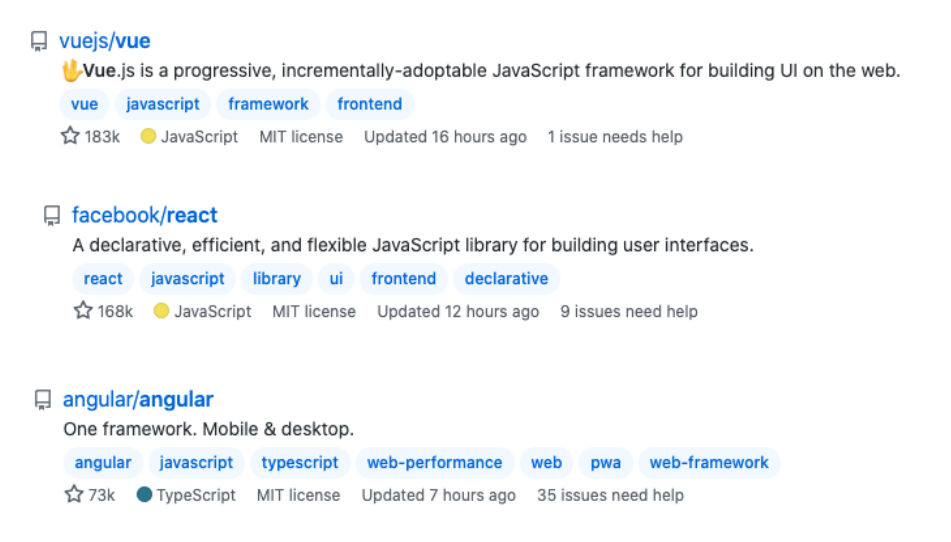 vuejs/vue
🖖Vue.js is a progressive, incrementally-adoptable JavaScript framework for building UI on the web.
vue javascript framework frontend
183k JavaScript MIT license Updated 16 hours ago 1 issue needs help
facebook/react
A declarative, efficient, and flexible JavaScript library for building user interfaces.
react javascript library ui frontend declarative
168k JavaScript MIT license Updated 12 hours ago 9 issues need help
angular/angular
One framework. Mobile & desktop.
angular javascript typescript web-performance web pwa web-framework
73k TypeScript MIT license Updated 7 hours ago 35 issues need help